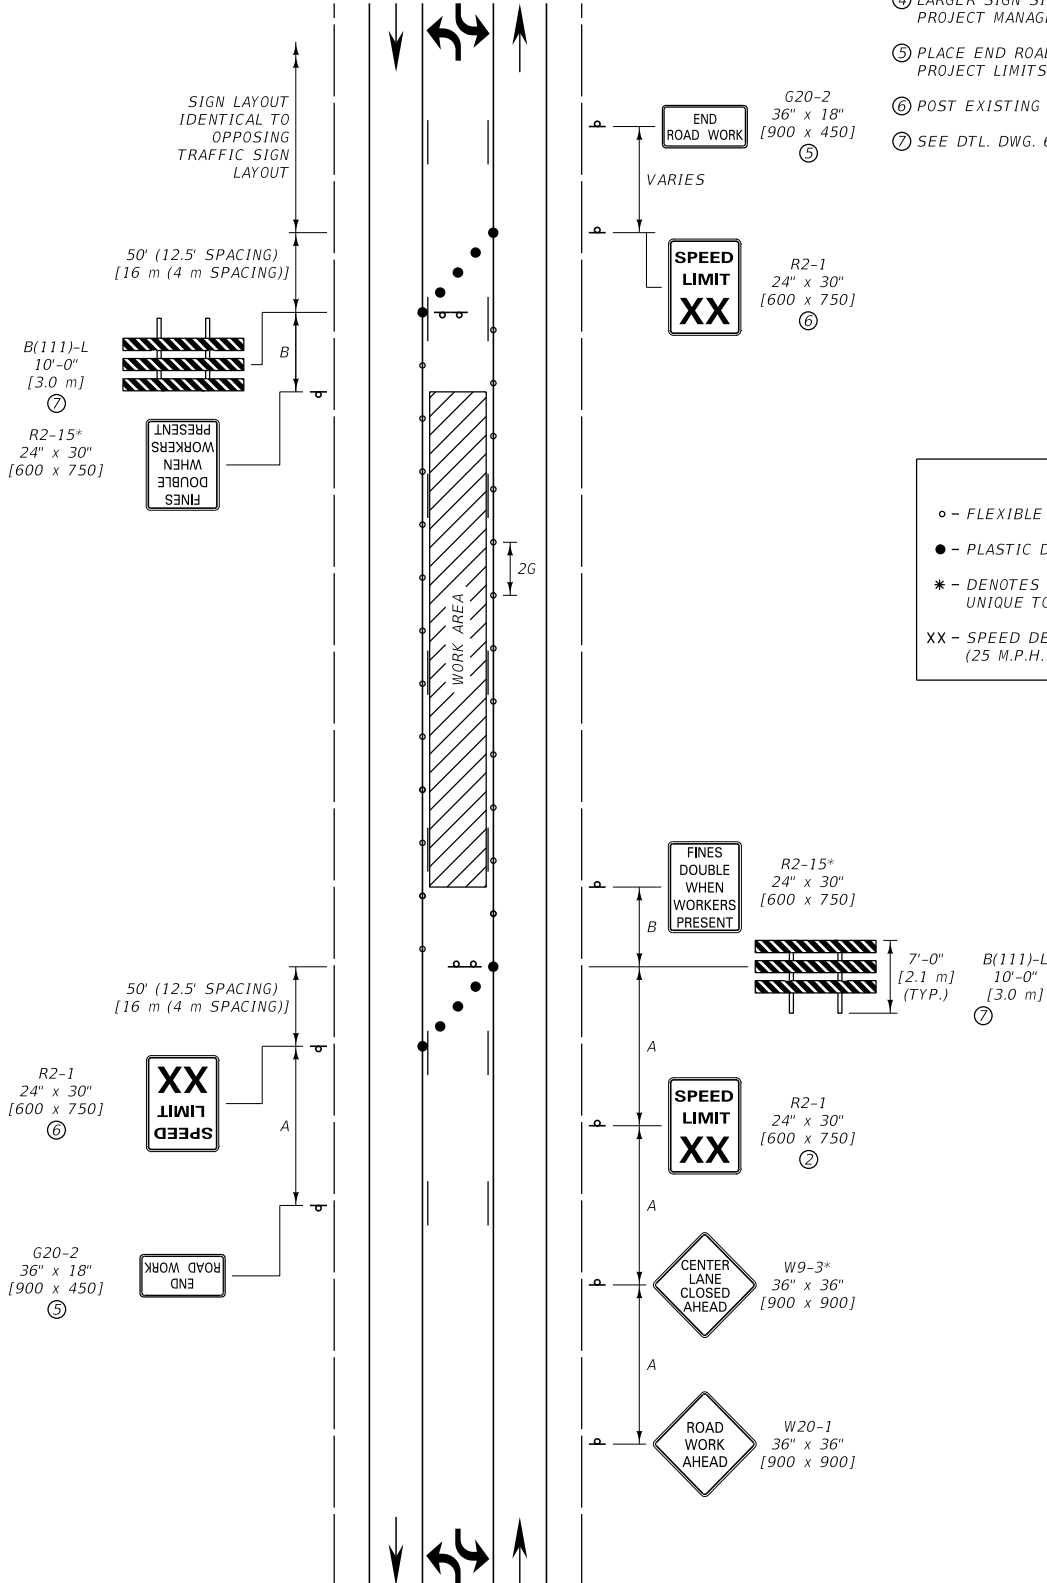 ④ LARGER SIGN
PROJECT
⑤ PLACE END
PROJECT LIMITS
⑥ POST EXISTING
⑦ SEE DTL. DWG.
SIGN LAYOUT
IDENTICAL TO
OPPOSING
TRAFFIC SIGN
LAYOUT
END
ROAD WORK
G20-2
36" x 18"
[900 x 450]
⑤
VARIES
SPEED
LIMIT
XX
R2-1
24" x 30"
[600 x 750]
⑥
50' (12.5' SPACING)
[16 m (4 m SPACING)]
B(111)-L
10'-0"
[3.0 m]
⑦
B
R2-15*
24" x 30"
[600 x 750]
FINES
DOUBLE
WHEN
WORKERS
PRESENT
2G
WORK AREA
o - FLEXIBLE
● - PLASTIC
* - DENOTES
UNIQUE
XX - SPEED
(25 M.P.H.
FINES
DOUBLE
WHEN
WORKERS
PRESENT
R2-15*
24" x 30"
[600 x 750]
B
7'-0"
[2.1 m]
(TYP.)
B(111)-L
10'-0"
[3.0 m]
⑦
50' (12.5' SPACING)
[16 m (4 m SPACING)]
A
R2-1
24" x 30"
[600 x 750]
⑥
SPEED
LIMIT
XX
A
SPEED
LIMIT
XX
R2-1
24" x 30"
[600 x 750]
②
A
G20-2
36" x 18"
[900 x 450]
⑤
END
ROAD WORK
CENTER
LANE
CLOSED
AHEAD
W9-3*
36" x 36"
[900 x 900]
A
ROAD
WORK
AHEAD
W20-1
36" x 36"
[900 x 900]